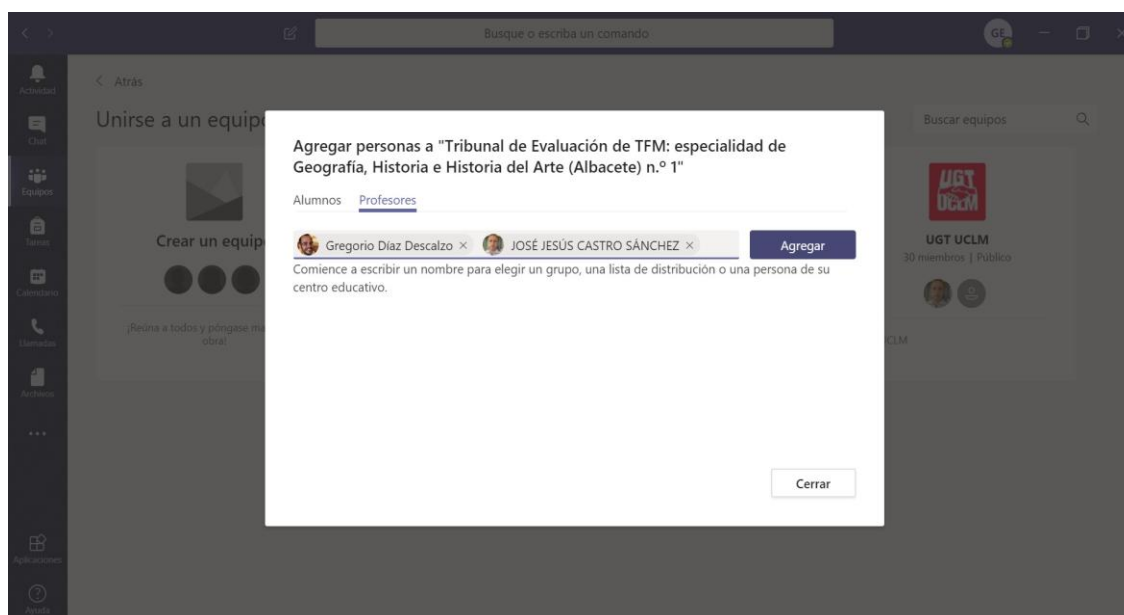 Busque o escriba un comando
GE
Actividad
Chat
Equipos
Tareas
Calendario
Llamadas
Archivos
Aplicaciones
Ayuda
Atrás
Unirse a un equipo
Buscar equipos
Crear un equip
¡Reúna a todos y póngase ma
obra!
Agregar personas a "Tribunal de Evaluación de TFM: especialidad de
Geografía, Historia e Historia del Arte (Albacete) n.º 1"
Alumnos Profesores
Gregorio Díaz Descalzo × JOSÉ JESÚS CASTRO SÁNCHEZ × Agregar
Comience a escribir un nombre para elegir un grupo, una lista de distribución o una persona de su
centro educativo.
Cerrar
UGT
UCLM
UGT UCLM
30 miembros | Público
UCLM